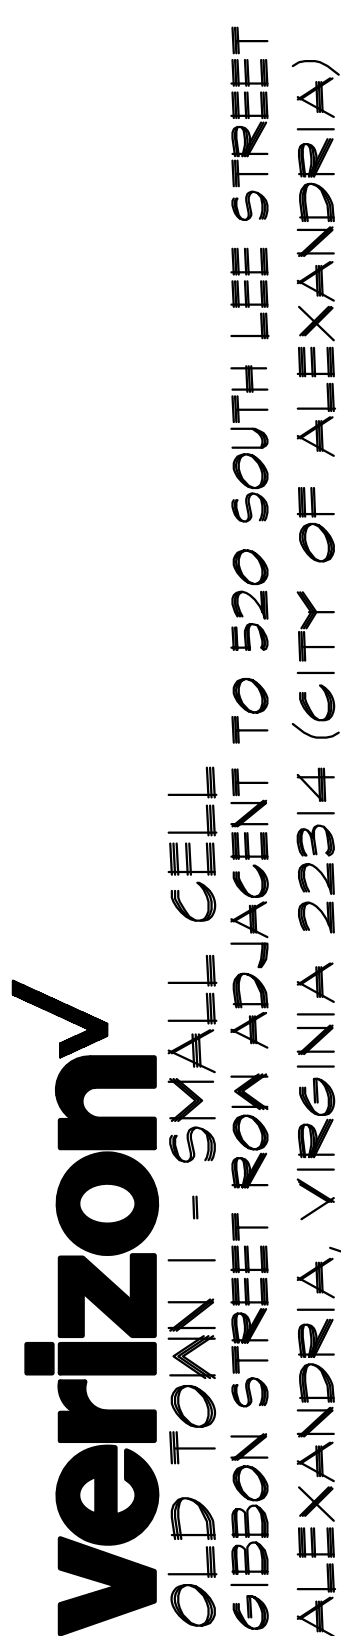 verizon✓
OLD TOWN 1 - SMALL CELL
GIBBON STREET ROW ADJACENT TO 520 SOUTH LEE STREET
ALEXANDRIA, VIRGINIA 22314 (CITY OF ALEXANDRIA)